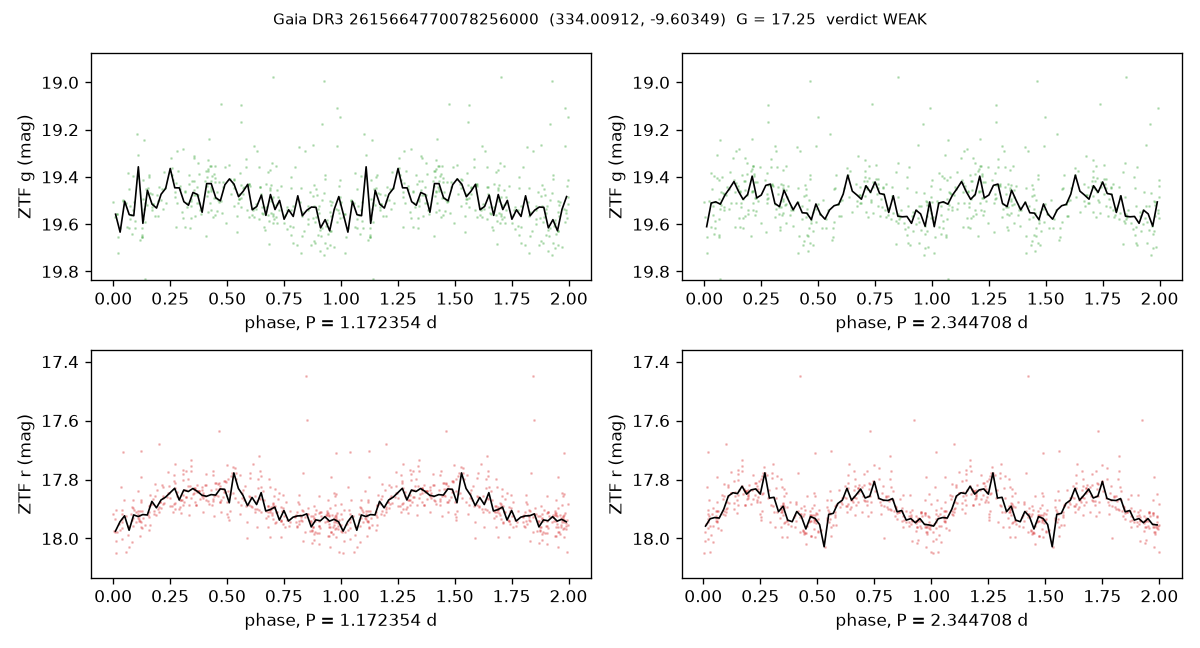 Gaia DR3 2615664770078256000  (334.00912, -9.60349)  G = 17.25  verdict WEAK
ZTF g (mag)
19.0
19.2
19.4
19.6
19.8
0.00 0.25 0.50 0.75 1.00 1.25 1.50 1.75 2.00
phase, P = 1.172354 d
ZTF g (mag)
19.0
19.2
19.4
19.6
19.8
0.00 0.25 0.50 0.75 1.00 1.25 1.50 1.75 2.00
phase, P = 2.344708 d
ZTF r (mag)
17.4
17.6
17.8
18.0
0.00 0.25 0.50 0.75 1.00 1.25 1.50 1.75 2.00
phase, P = 1.172354 d
ZTF r (mag)
17.4
17.6
17.8
18.0
0.00 0.25 0.50 0.75 1.00 1.25 1.50 1.75 2.00
phase, P = 2.344708 d